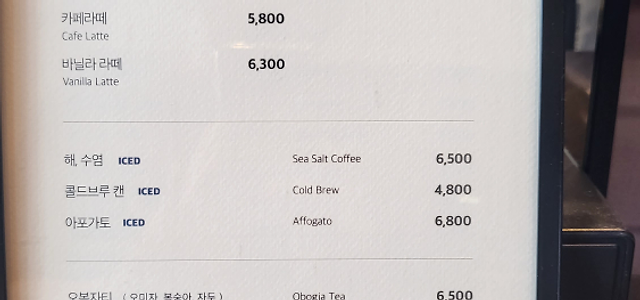 카페라떼 5,800
Cafe Latte
바닐라 라떼 6,300
Vanilla Latte
해, 수염 ICED Sea Salt Coffee 6,500
콜드브루 캔 ICED Cold Brew 4,800
아포가토 ICED Affogato 6,800
오복자티 ( 오미자, 복숭아, 자두 ) Obogja Tea 6,500